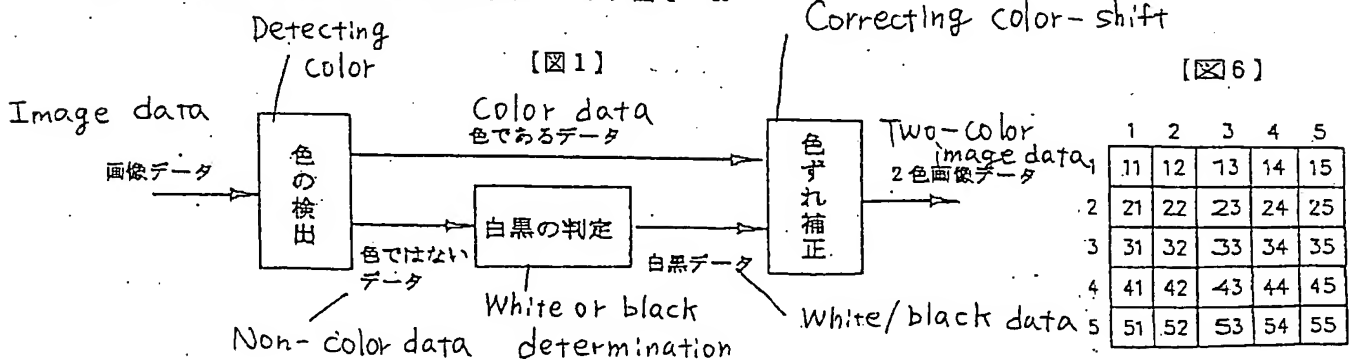 Detecting
color
Correcting color-shift
【図1】
【図6】
Image data
画像データ
色の検出
Color data
色であるデータ
色ではない
データ
Non-color data
白黒の判定
White or black
determination
白黒データ
White/black data
色ずれ補正
Two-color
image data
2色画像データ
1 2 3 4 5
1 11 12 13 14 15
2 21 22 23 24 25
3 31 32 33 34 35
4 41 42 43 44 45
5 51 52 53 54 55